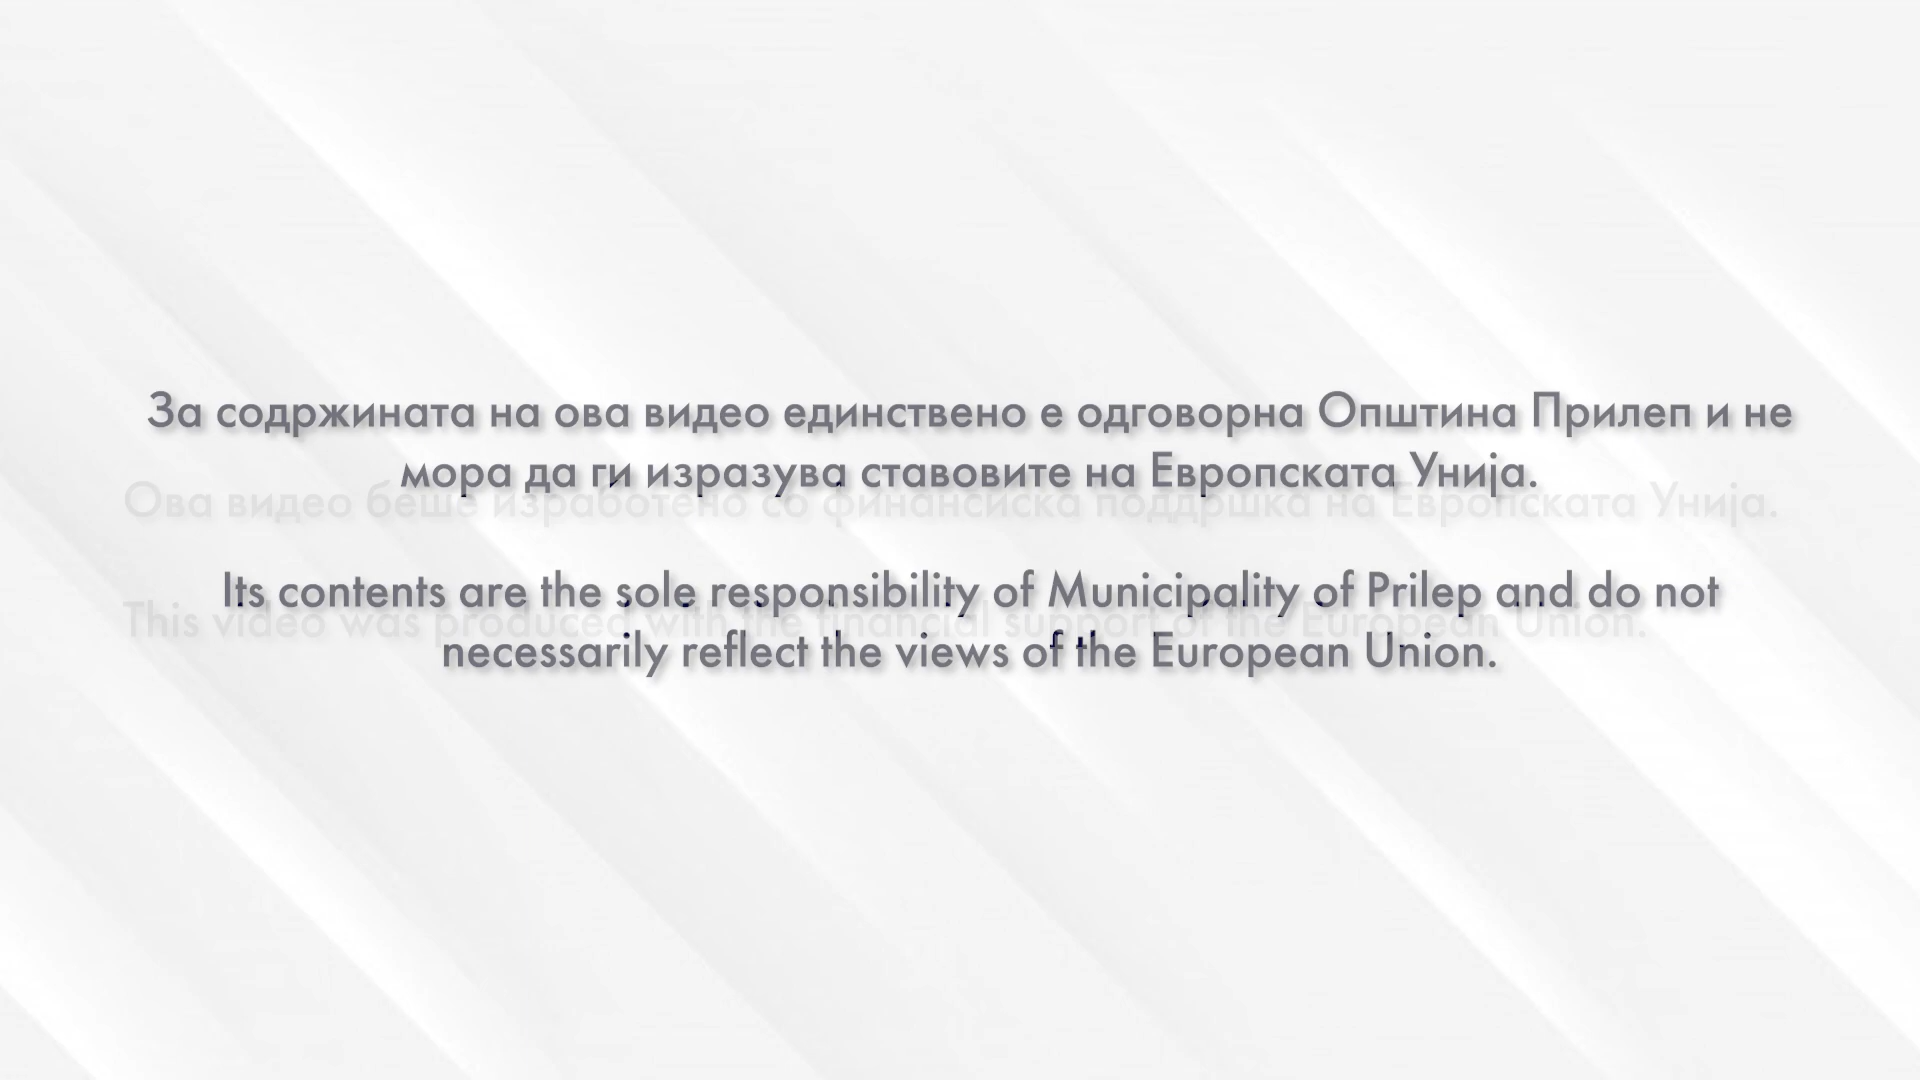 За содржината на ова видео единствено е одговорна Општина Прилеп и не
мора да ги изразува ставовите на Европската Унија.
Ова видео беше изработено со финансиска поддршка на Европската Унија.
Its contents are the sole responsibility of Municipality of Prilep and do not
This video was produced with the financial support of the European Union.
necessarily reflect the views of the European Union.